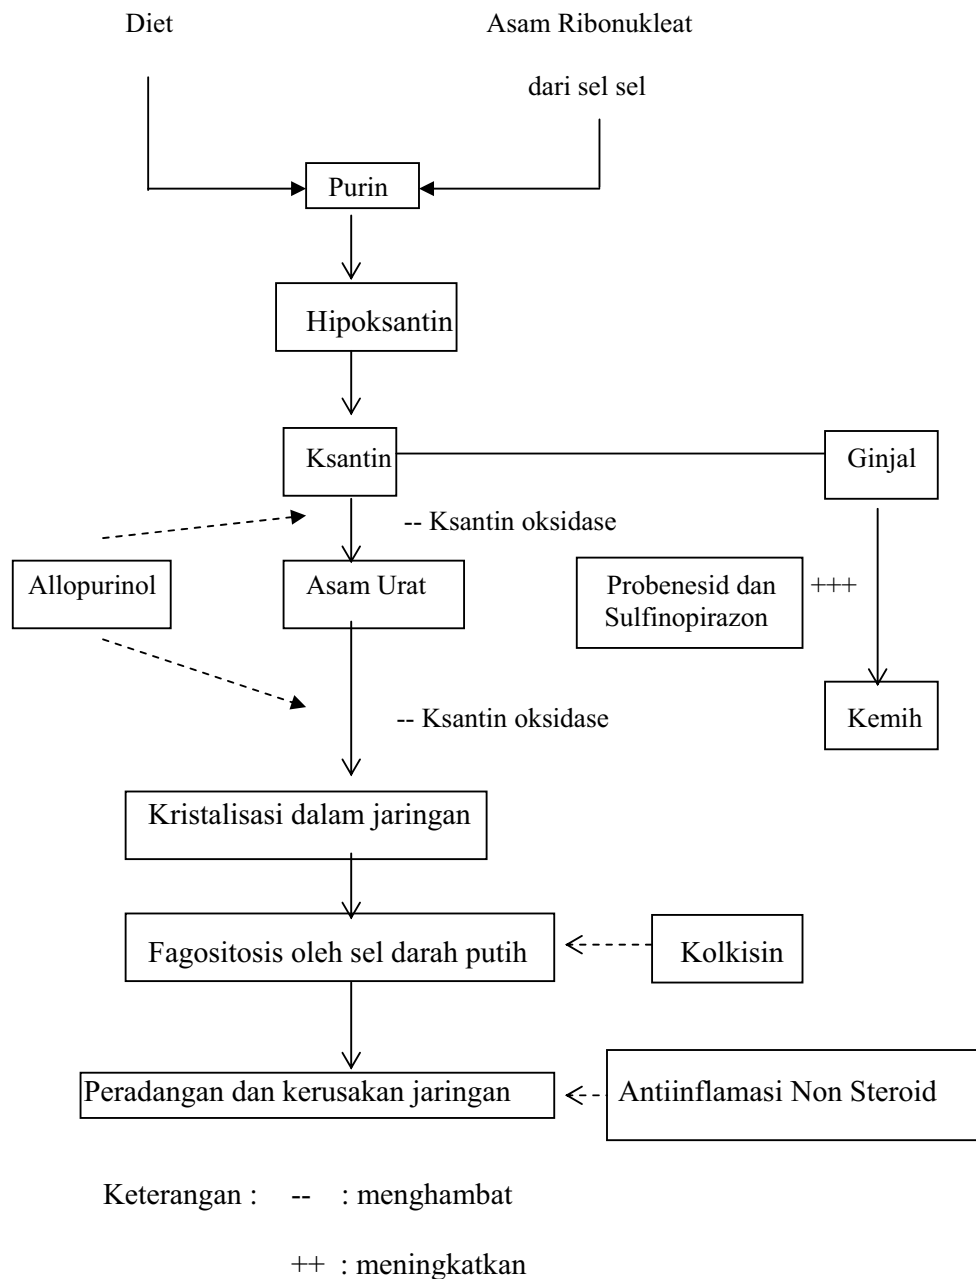 Diet
Asam Ribonukleat
dari sel sel
Purin
Hipoksantin
Ksantin
Ginjal
-- Ksantin oksidase
Allopurinol
Asam Urat
Probenesid dan
Sulfinopirazon
+++
-- Ksantin oksidase
Kemih
Kristalisasi dalam jaringan
Fagositosis oleh sel darah putih
Kolkisin
Peradangan dan kerusakan jaringan
Antiinflamasi Non Steroid
Keterangan : -- : menghambat
++ : meningkatkan